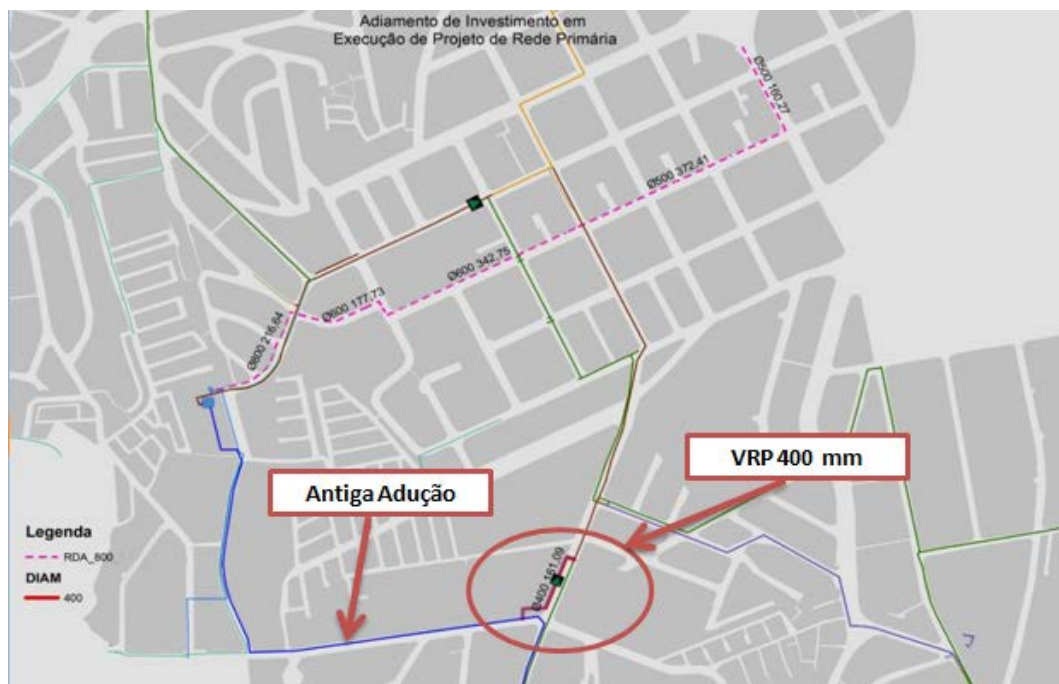 Adiamento de Investimento em
Execução de Projeto de Rede Primária
Ø500 160,27
Ø500 372,41
Ø600 342,75
Ø600 177,73
Ø800 216,64
VRP 400 mm
Antiga Adução
Ø400 161,09
Legenda
RDA_800
DIAM
400